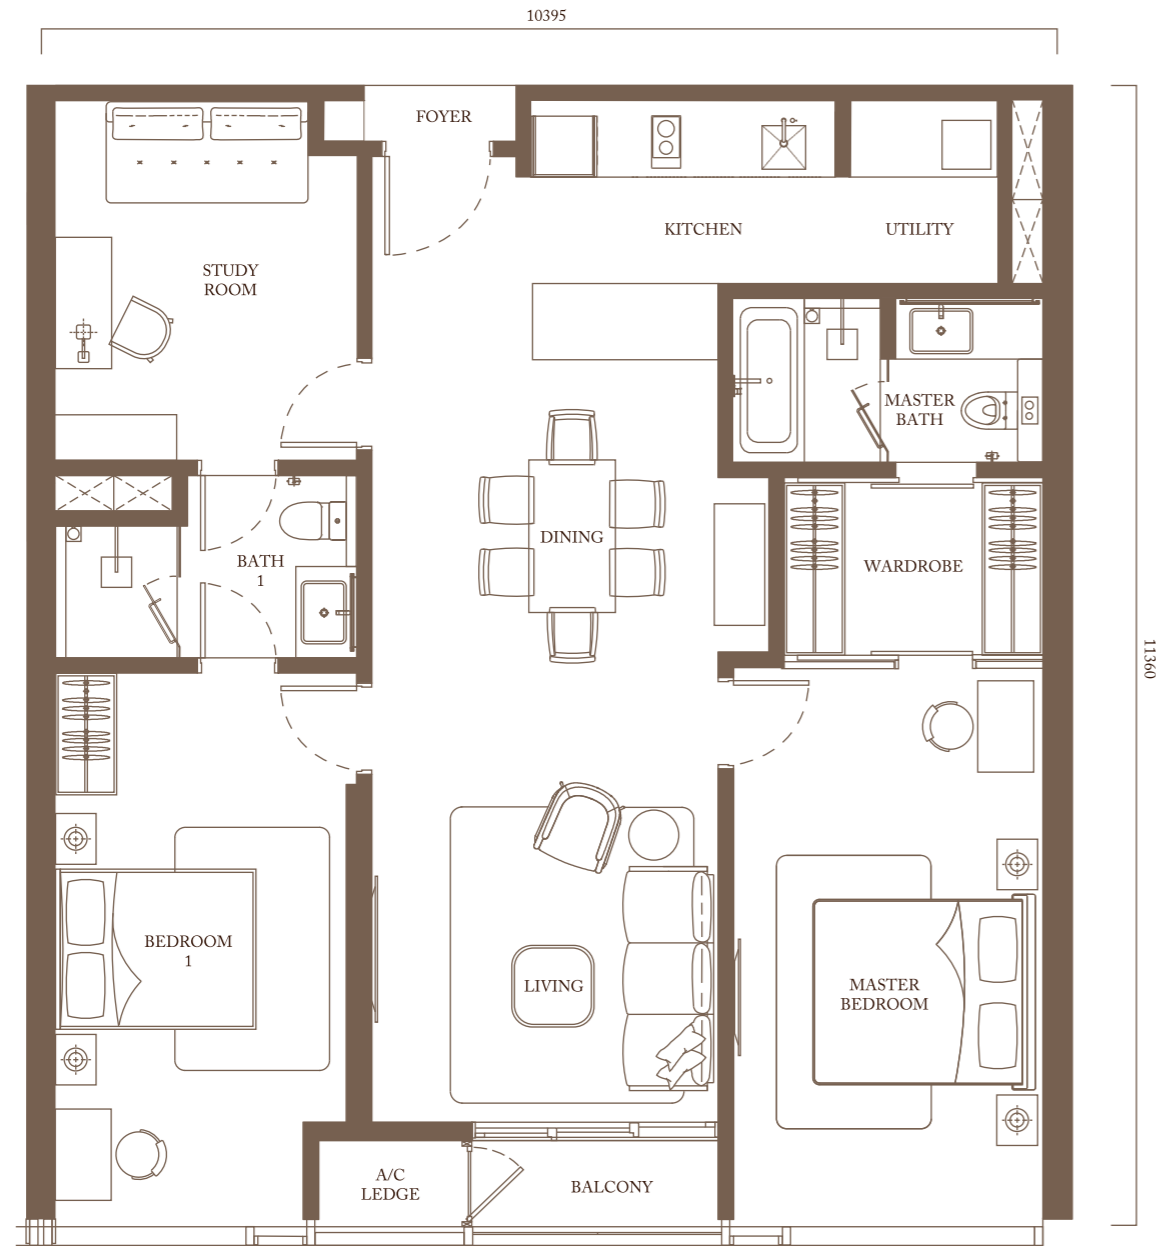 10395
FOYER
KITCHEN
UTILITY
STUDY
ROOM
MASTER
BATH
DINING
BATH
1
WARDROBE
11360
BEDROOM
1
LIVING
MASTER
BEDROOM
A/C
LEDGE
BALCONY